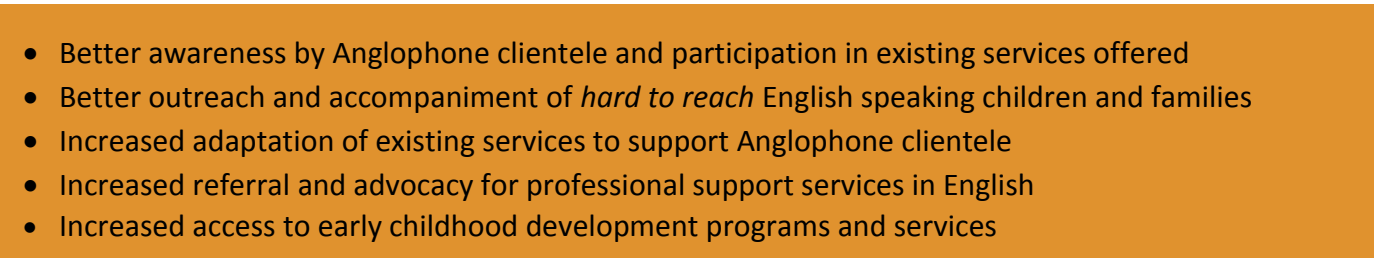 • Better awareness by Anglophone clientele and participation in existing services offered
• Better outreach and accompaniment of hard to reach English speaking children and families
• Increased adaptation of existing services to support Anglophone clientele
• Increased referral and advocacy for professional support services in English
• Increased access to early childhood development programs and services